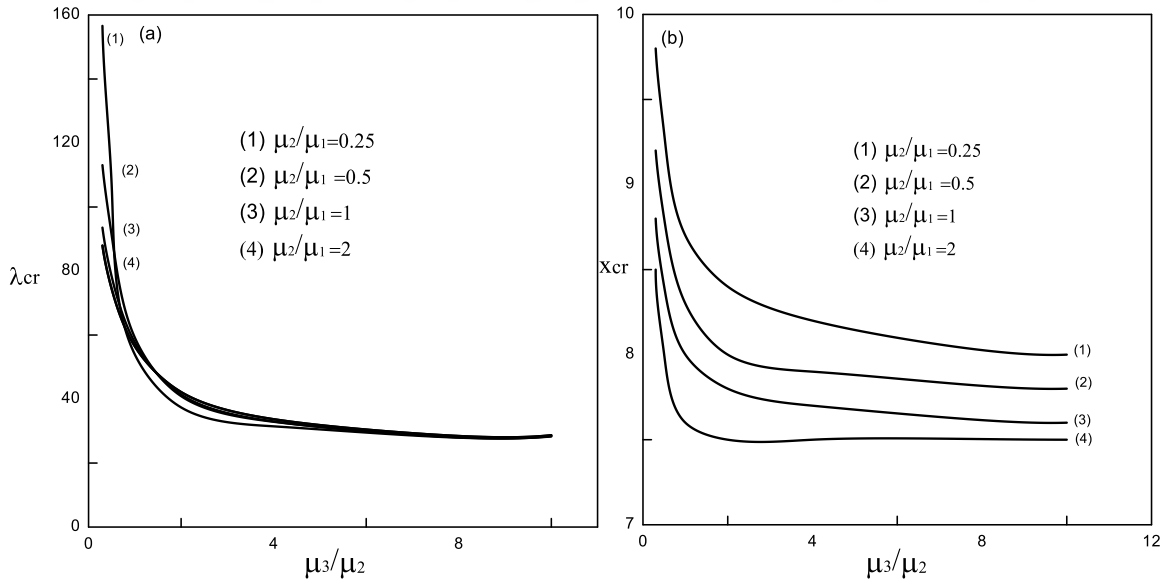 160
120
80
40
0
λcr
(1)
(a)
(2)
(3)
(4)
(1) μ2/μ1=0.25
(2) μ2/μ1 =0.5
(3) μ2/μ1 =1
(4) μ2/μ1 =2
0
4
8
μ3/μ2
10
9
8
7
xcr
(b)
(1) μ2/μ1 =0.25
(2) μ2/μ1 =0.5
(3) μ2/μ1 =1
(4) μ2/μ1 =2
(1)
(2)
(3)
(4)
0
4
8
12
μ3/μ2